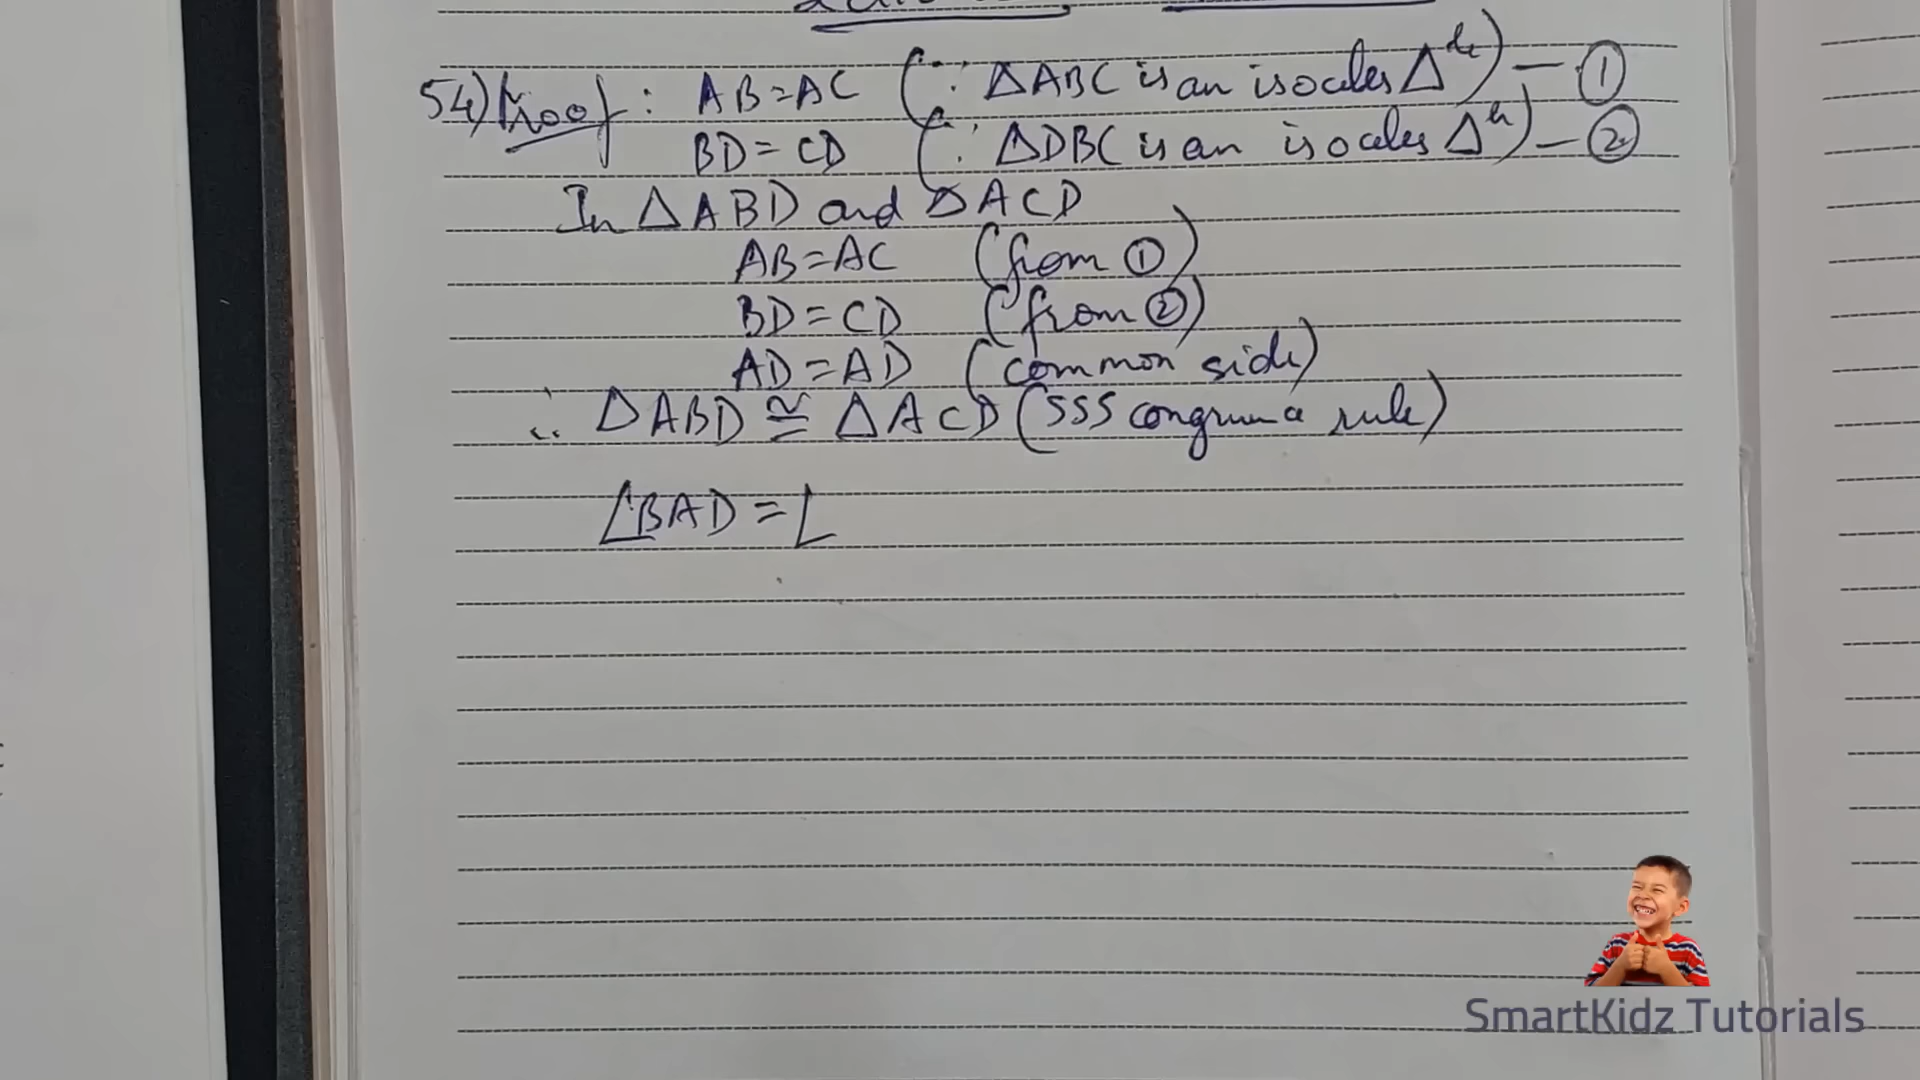 54) Proof : AB = AC (∵ ΔABC is an isoceles Δle) — ①
BD = CD (∵ ΔDBC is an isoceles Δle) — ②
In ΔABD and ΔACD
AB = AC (from ①)
BD = CD (from ②)
AD = AD (common side)
∴ ΔABD ≅ ΔACD (SSS congruence rule)
∠BAD = ∠
SmartKidz Tutorials